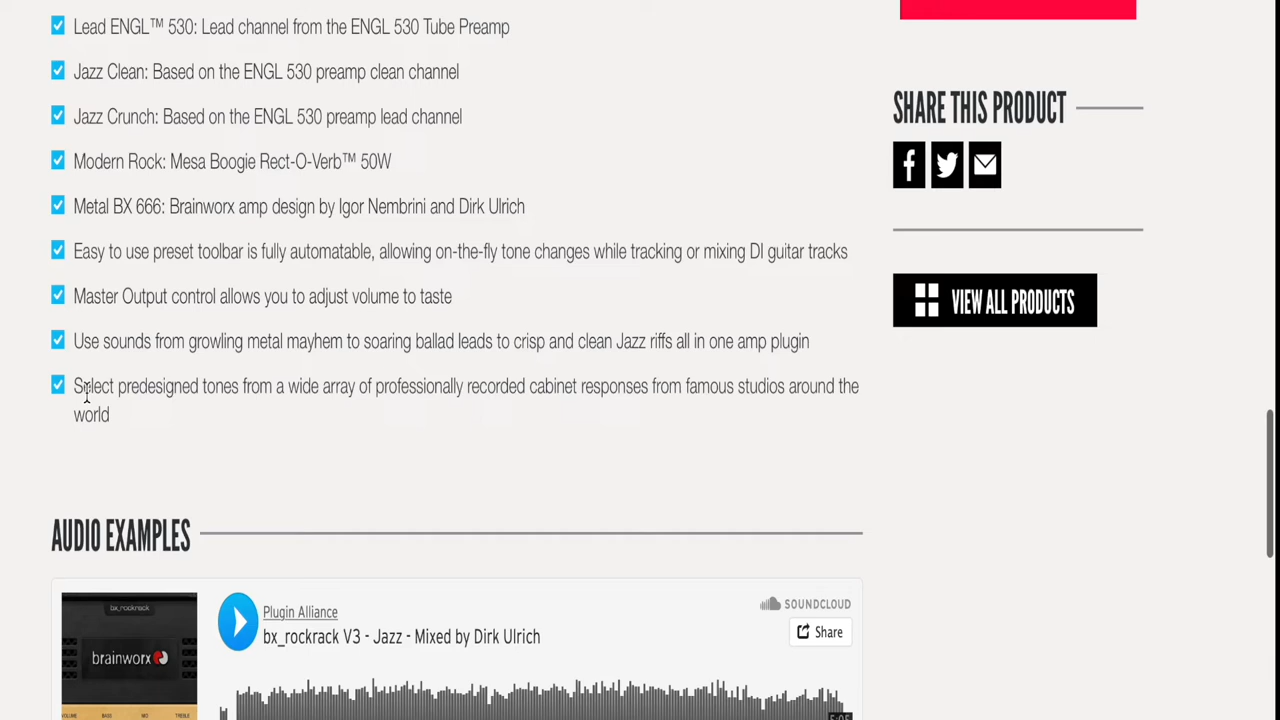 Lead ENGL™ 530: Lead channel from the ENGL 530 Tube Preamp
Jazz Clean: Based on the ENGL 530 preamp clean channel
Jazz Crunch: Based on the ENGL 530 preamp lead channel
Modern Rock: Mesa Boogie Rect-O-Verb™ 50W
Metal BX 666: Brainworx amp design by Igor Nembrini and Dirk Ulrich
Easy to use preset toolbar is fully automatable, allowing on-the-fly tone changes while tracking or mixing DI guitar tracks
Master Output control allows you to adjust volume to taste
Use sounds from growling metal mayhem to soaring ballad leads to crisp and clean Jazz riffs all in one amp plugin
Select predesigned tones from a wide array of professionally recorded cabinet responses from famous studios around the
world
SHARE THIS PRODUCT
VIEW ALL PRODUCTS
AUDIO EXAMPLES
bx_rockrack
brainworx
VOLUME BASS MID TREBLE
Plugin Alliance
bx_rockrack V3 - Jazz - Mixed by Dirk Ulrich
SOUNDCLOUD
Share
5:05